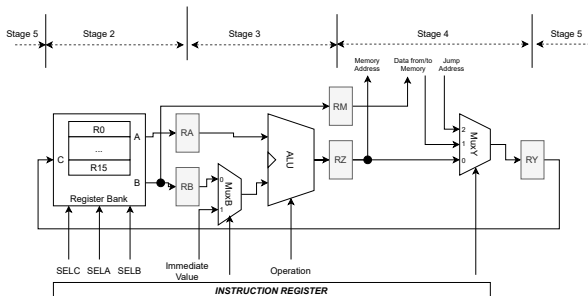 Stage 5
Stage 2
Stage 3
Stage 4
Stage 5
Memory
Address
Data from/to
Memory
Jump
Address
R0
...
R15
A
B
C
Register Bank
RA
RB
RM
0
1
MuxB
ALU
RZ
2
1
0
MuxY
RY
SELC
SELA
SELB
Immediate
Value
Operation
INSTRUCTION REGISTER